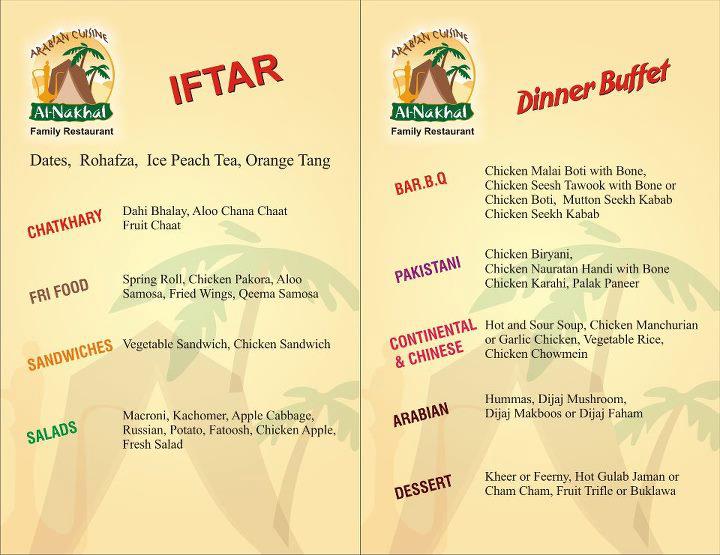 ARABIAN CUISINE
Al-Nakhal
Family Restaurant
IFTAR
Dates, Rohafza, Ice Peach Tea, Orange Tang
CHATKHARY
Dahi Bhalay, Aloo Chana Chaat
Fruit Chaat
FRI FOOD
Spring Roll, Chicken Pakora, Aloo
Samosa, Fried Wings, Qeema Samosa
SANDWICHES
Vegetable Sandwich, Chicken Sandwich
SALADS
Macroni, Kachomer, Apple Cabbage,
Russian, Potato, Fatoosh, Chicken Apple,
Fresh Salad
ARABIAN CUISINE
Al-Nakhal
Family Restaurant
Dinner Buffet
BAR.B.Q
Chicken Malai Boti with Bone,
Chicken Seesh Tawook with Bone or
Chicken Boti, Mutton Seekh Kabab
Chicken Seekh Kabab
PAKISTANI
Chicken Biryani,
Chicken Nauratan Handi with Bone
Chicken Karahi, Palak Paneer
CONTINENTAL
& CHINESE
Hot and Sour Soup, Chicken Manchurian
or Garlic Chicken, Vegetable Rice,
Chicken Chowmein
ARABIAN
Hummas, Dijaj Mushroom,
Dijaj Makboos or Dijaj Faham
DESSERT
Kheer or Feerny, Hot Gulab Jaman or
Cham Cham, Fruit Trifle or Buklawa